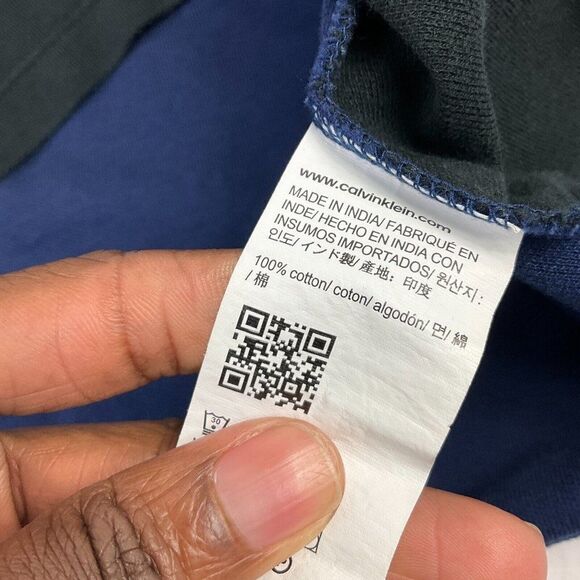 www.calvinklein.com
MADE IN INDIA/ FABRIQUÉ EN
INDE/ HECHO EN INDIA CON
INSUMOS IMPORTADOS/ 원산지:
인도/ インド製/ 產地: 印度
100% cotton/ coton/ algodón/ 면/ 綿
/ 棉
30